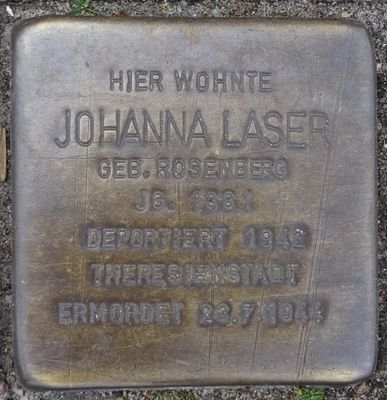 HIER WOHNTE
JOHANNA LASER
GEB. ROSENBERG
JG. 1881
DEPORTIERT 1942
THERESIENSTADT
ERMORDET 23.7.1944